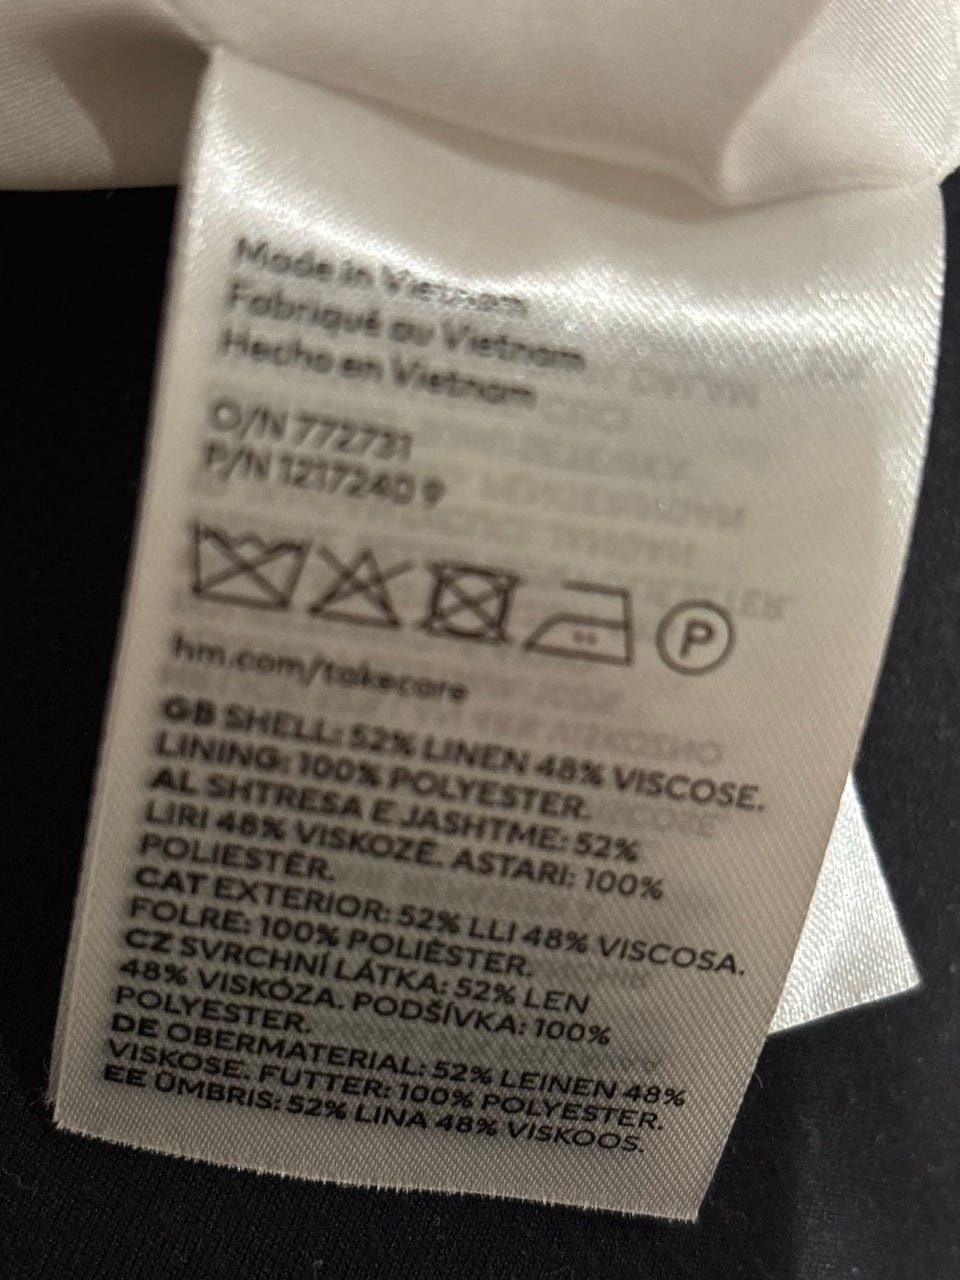 Made in Vietnam
Fabriqué au Vietnam
Hecho en Vietnam
O/N 772731
P/N 1217240 9
P
hm.com/takecare
GB SHELL: 52% LINEN 48% VISCOSE.
LINING: 100% POLYESTER.
AL SHTRESA E JASHTME: 52%
LIRI 48% VISKOZË. ASTARI: 100%
POLIESTËR.
CAT EXTERIOR: 52% LLI 48% VISCOSA.
FOLRE: 100% POLIÈSTER.
CZ SVRCHNÍ LÁTKA: 52% LEN
48% VISKÓZA. PODŠÍVKA: 100%
POLYESTER.
DE OBERMATERIAL: 52% LEINEN 48%
VISKOSE. FUTTER: 100% POLYESTER.
EE ÜMBRIS: 52% LINA 48% VISKOOS.